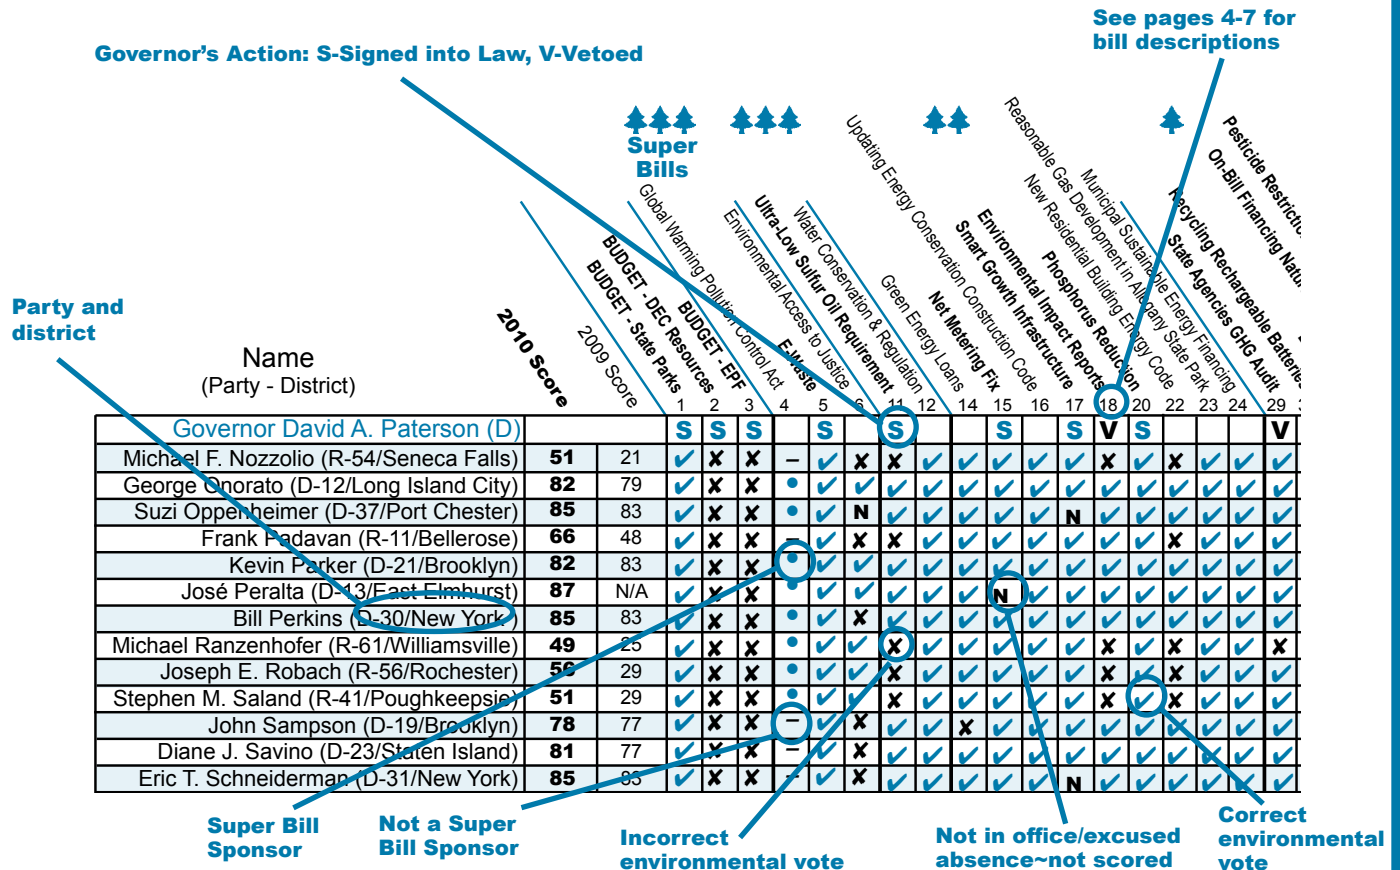 See pages 4-7 for
bill descriptions
Governor's Action: S-Signed into Law, V-Vetoed
Super
Bills
Party and
district
Name
(Party - District)
2010 Score
2009 Score
BUDGET - State Parks
BUDGET - DEC Resources
BUDGET - EPF
Global Warming Pollution Control Act
E-Waste
Environmental Access to Justice
Ultra-Low Sulfur Oil Requirement
Water Conservation & Regulation
Green Energy Loans
Net Metering Fix
Updating Energy Conservation Construction Code
Smart Growth Infrastructure
Environmental Impact Reports
Phosphorus Reduction
New Residential Building Energy Code
Reasonable Gas Development in Allegany State Park
Municipal Sustainable Energy Financing
State Agencies GHG Audit
Recycling Rechargeable Batteries
On-Bill Financing
Pesticide
1 2 3 4 5 6 11 12 14 15 16 17 18 20 22 23 24 29
Governor David A. Paterson (D) S S S S S S S V S V
Michael F. Nozzolio (R-54/Seneca Falls) 51 21 ✔ ✘ ✘ – ✔ ✘ ✘ ✔ ✔ ✔ ✔ ✔ ✘ ✔ ✘ ✔ ✔ ✔
George Onorato (D-12/Long Island City) 82 79 ✔ ✘ ✘ • ✔ ✔ ✔ ✔ ✔ ✔ ✔ ✔ ✔ ✔ ✔ ✔ ✔ ✔
Suzi Oppenheimer (D-37/Port Chester) 85 83 ✔ ✘ ✘ • ✔ N ✔ ✔ ✔ ✔ ✔ N ✔ ✔ ✔ ✔ ✔ ✔
Frank Padavan (R-11/Bellerose) 66 48 ✔ ✘ ✘ – ✔ ✘ ✘ ✔ ✔ ✔ ✔ ✔ ✔ ✔ ✘ ✔ ✔ ✔
Kevin Parker (D-21/Brooklyn) 82 83 ✔ ✘ ✘ • ✔ ✔ ✔ ✔ ✔ ✔ ✔ ✔ ✔ ✔ ✔ ✔ ✔ ✔
José Peralta (D-13/East Elmhurst) 87 N/A ✔ ✘ ✘ • ✔ ✔ ✔ ✔ ✔ N ✔ ✔ ✔ ✔ ✔ ✔ ✔ ✔
Bill Perkins (D-30/New York) 85 83 ✔ ✘ ✘ • ✔ ✘ ✔ ✔ ✔ ✔ ✔ ✔ ✔ ✔ ✔ ✔ ✔ ✔
Michael Ranzenhofer (R-61/Williamsville) 49 25 ✔ ✘ ✘ • ✔ ✔ ✘ ✔ ✔ ✔ ✔ ✔ ✘ ✔ ✘ ✔ ✔ ✘
Joseph E. Robach (R-56/Rochester) 56 29 ✔ ✘ ✘ • ✔ ✔ ✘ ✔ ✔ ✔ ✔ ✔ ✘ ✔ ✘ ✔ ✔ ✔
Stephen M. Saland (R-41/Poughkeepsie) 51 29 ✔ ✘ ✘ • ✔ ✔ ✘ ✔ ✔ ✔ ✔ ✔ ✘ ✔ ✘ ✔ ✔ ✔
John Sampson (D-19/Brooklyn) 78 77 ✔ ✘ ✘ – ✔ ✘ ✔ ✔ ✘ ✔ ✔ ✔ ✔ ✔ ✔ ✔ ✔ ✔
Diane J. Savino (D-23/Staten Island) 81 77 ✔ ✘ ✘ – ✔ ✘ ✔ ✔ ✔ ✔ ✔ ✔ ✔ ✔ ✔ ✔ ✔ ✔
Eric T. Schneiderman (D-31/New York) 85 83 ✔ ✘ ✘ – ✔ ✘ ✔ ✔ ✔ ✔ ✔ N ✔ ✔ ✔ ✔ ✔ ✔
Super Bill
Sponsor
Not a Super
Bill Sponsor
Incorrect
environmental vote
Not in office/excused
absence~not scored
Correct
environmental
vote